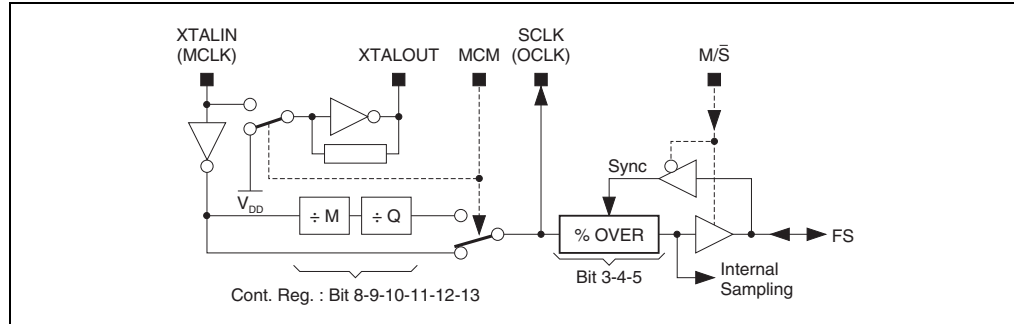 XTALIN
(MCLK)
XTALOUT
MCM
SCLK
(OCLK)
M/S̅
Sync
VDD
÷ M
÷ Q
% OVER
FS
Bit 3-4-5
Internal
Sampling
Cont. Reg. : Bit 8-9-10-11-12-13